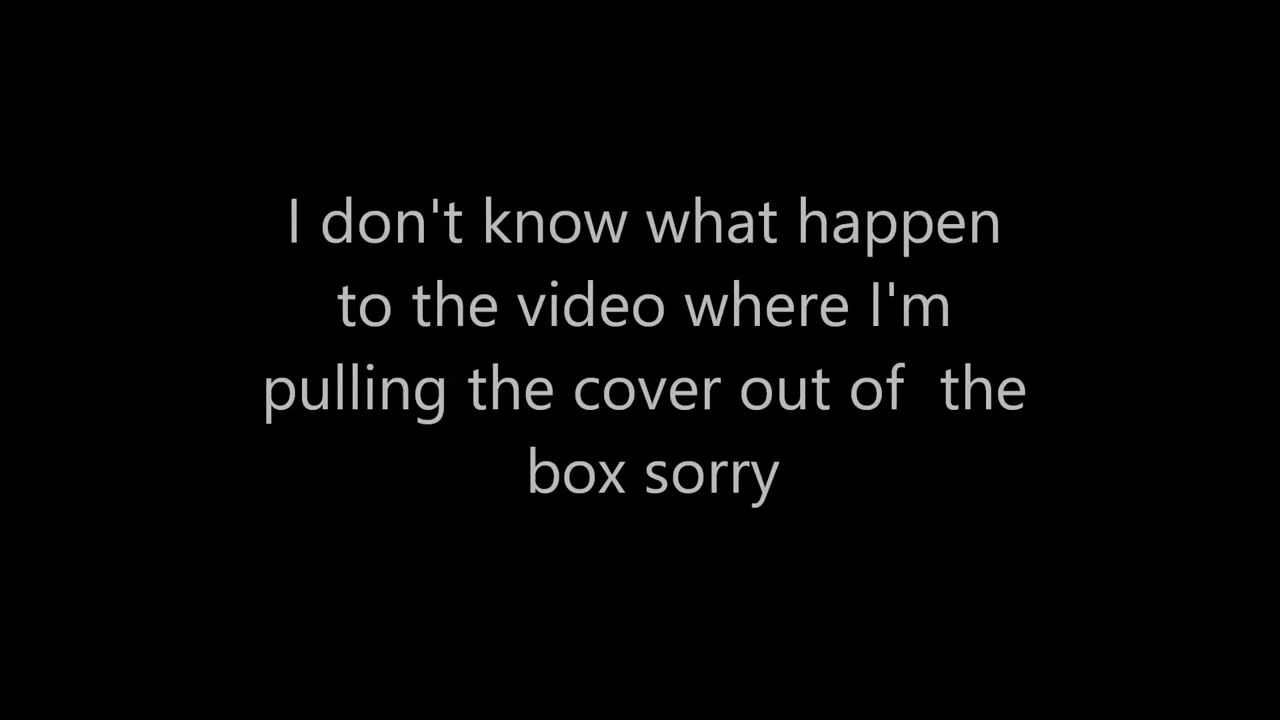 I don't know what happen
to the video where I'm
pulling the cover out of  the
box sorry